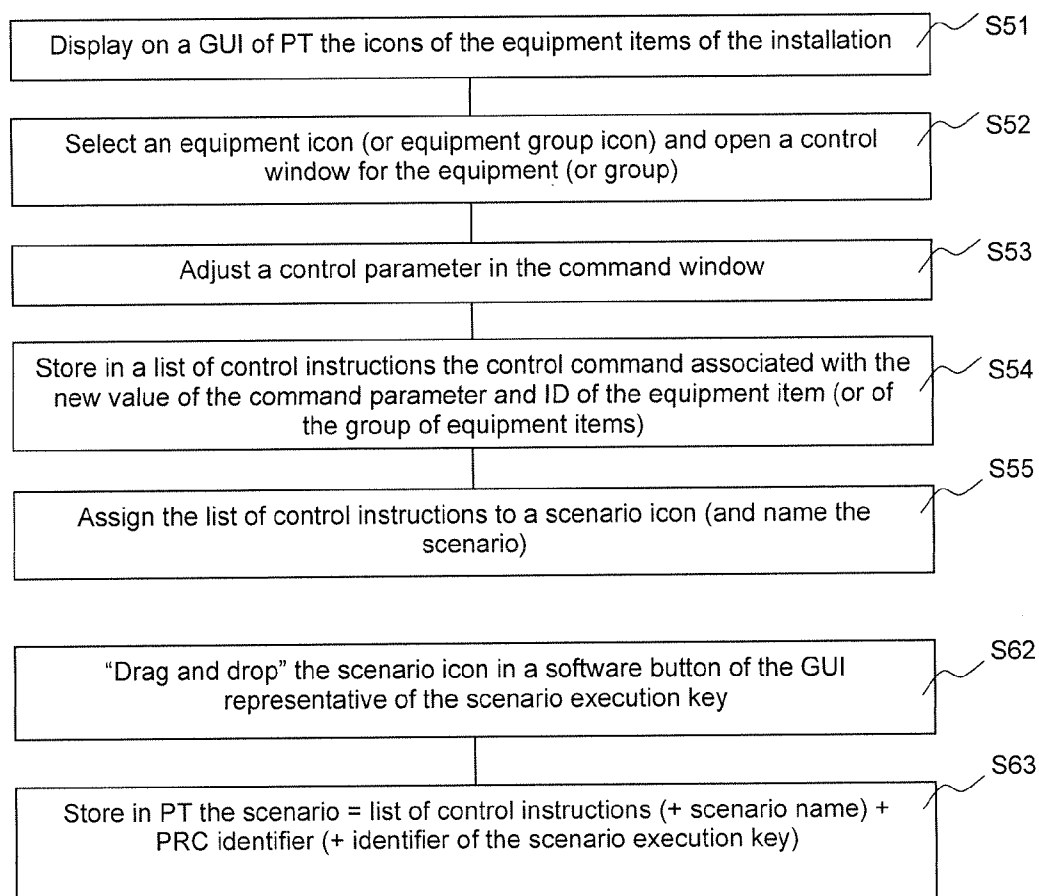 Display on a GUI of PT the icons of the equipment items of the installation
S51
Select an equipment icon (or equipment group icon) and open a control
window for the equipment (or group)
S52
Adjust a control parameter in the command window
S53
Store in a list of control instructions the control command associated with the
new value of the command parameter and ID of the equipment item (or of
the group of equipment items)
S54
Assign the list of control instructions to a scenario icon (and name the
scenario)
S55
“Drag and drop” the scenario icon in a software button of the GUI
representative of the scenario execution key
S62
Store in PT the scenario = list of control instructions (+ scenario name) +
PRC identifier (+ identifier of the scenario execution key)
S63